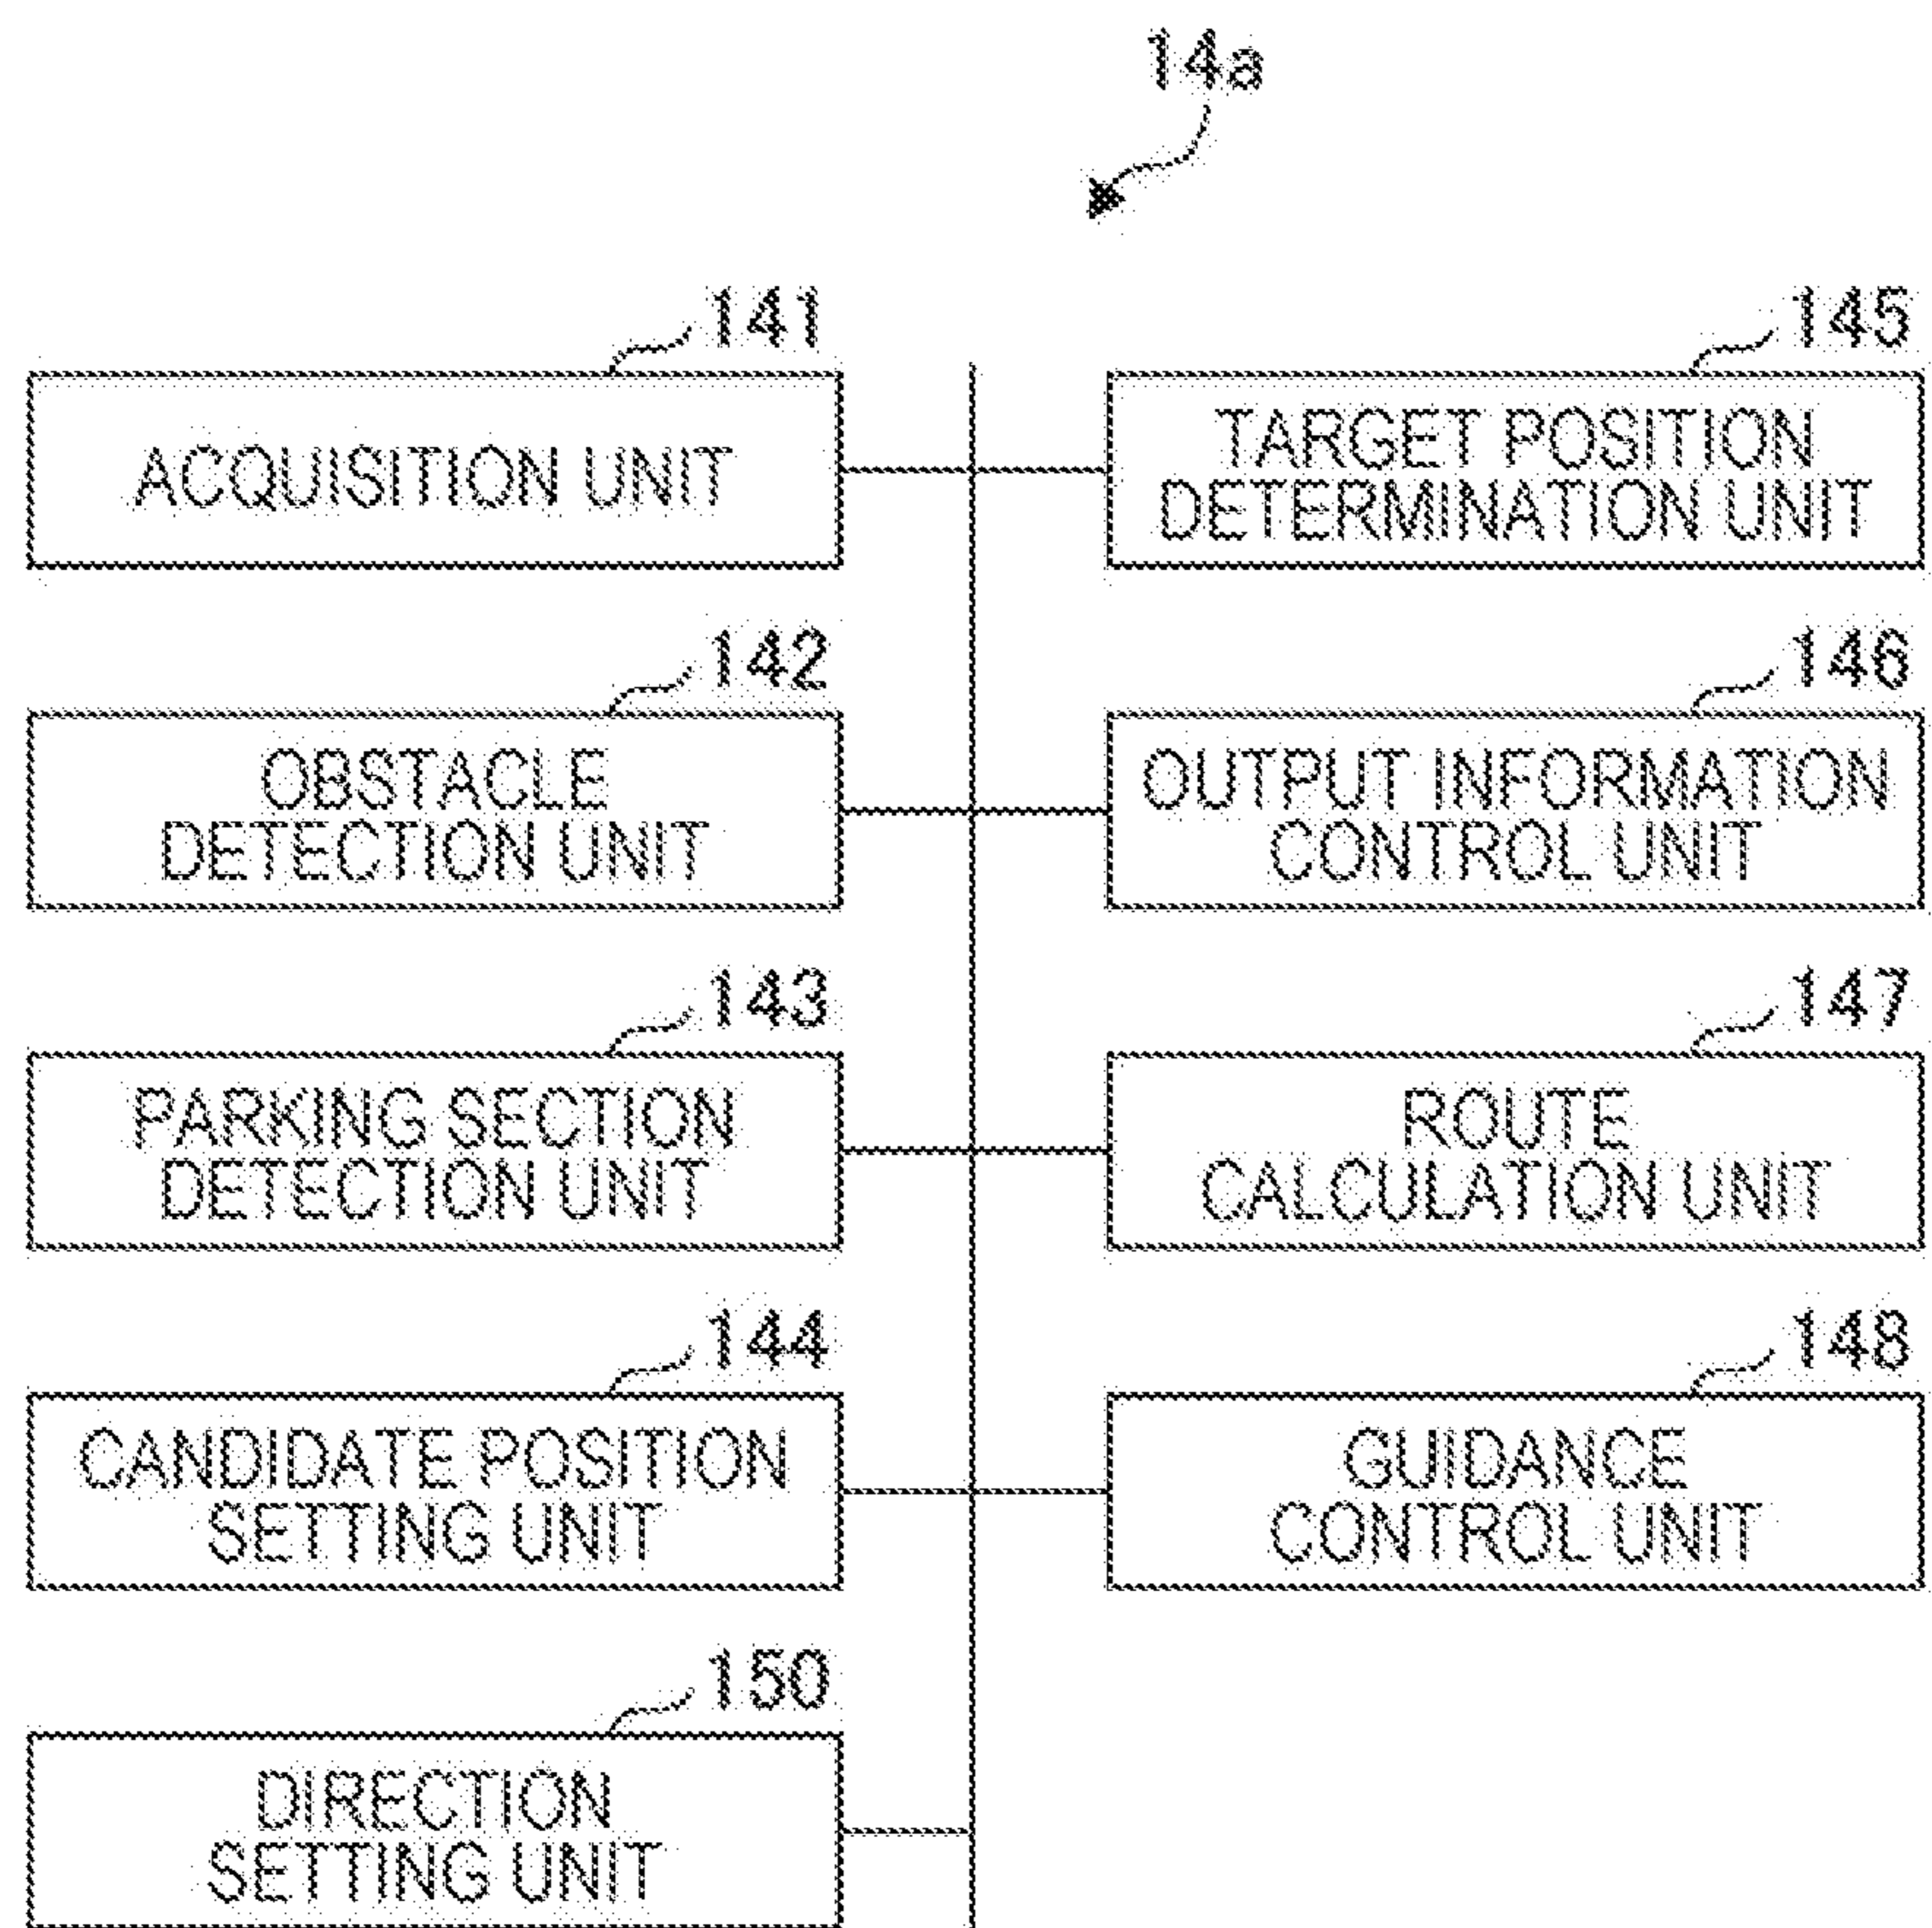 14a
141
ACQUISITION UNIT
145
TARGET POSITION
DETERMINATION UNIT
142
OBSTACLE
DETECTION UNIT
146
OUTPUT INFORMATION
CONTROL UNIT
143
PARKING SECTION
DETECTION UNIT
147
ROUTE
CALCULATION UNIT
144
CANDIDATE POSITION
SETTING UNIT
148
GUIDANCE
CONTROL UNIT
150
DIRECTION
SETTING UNIT